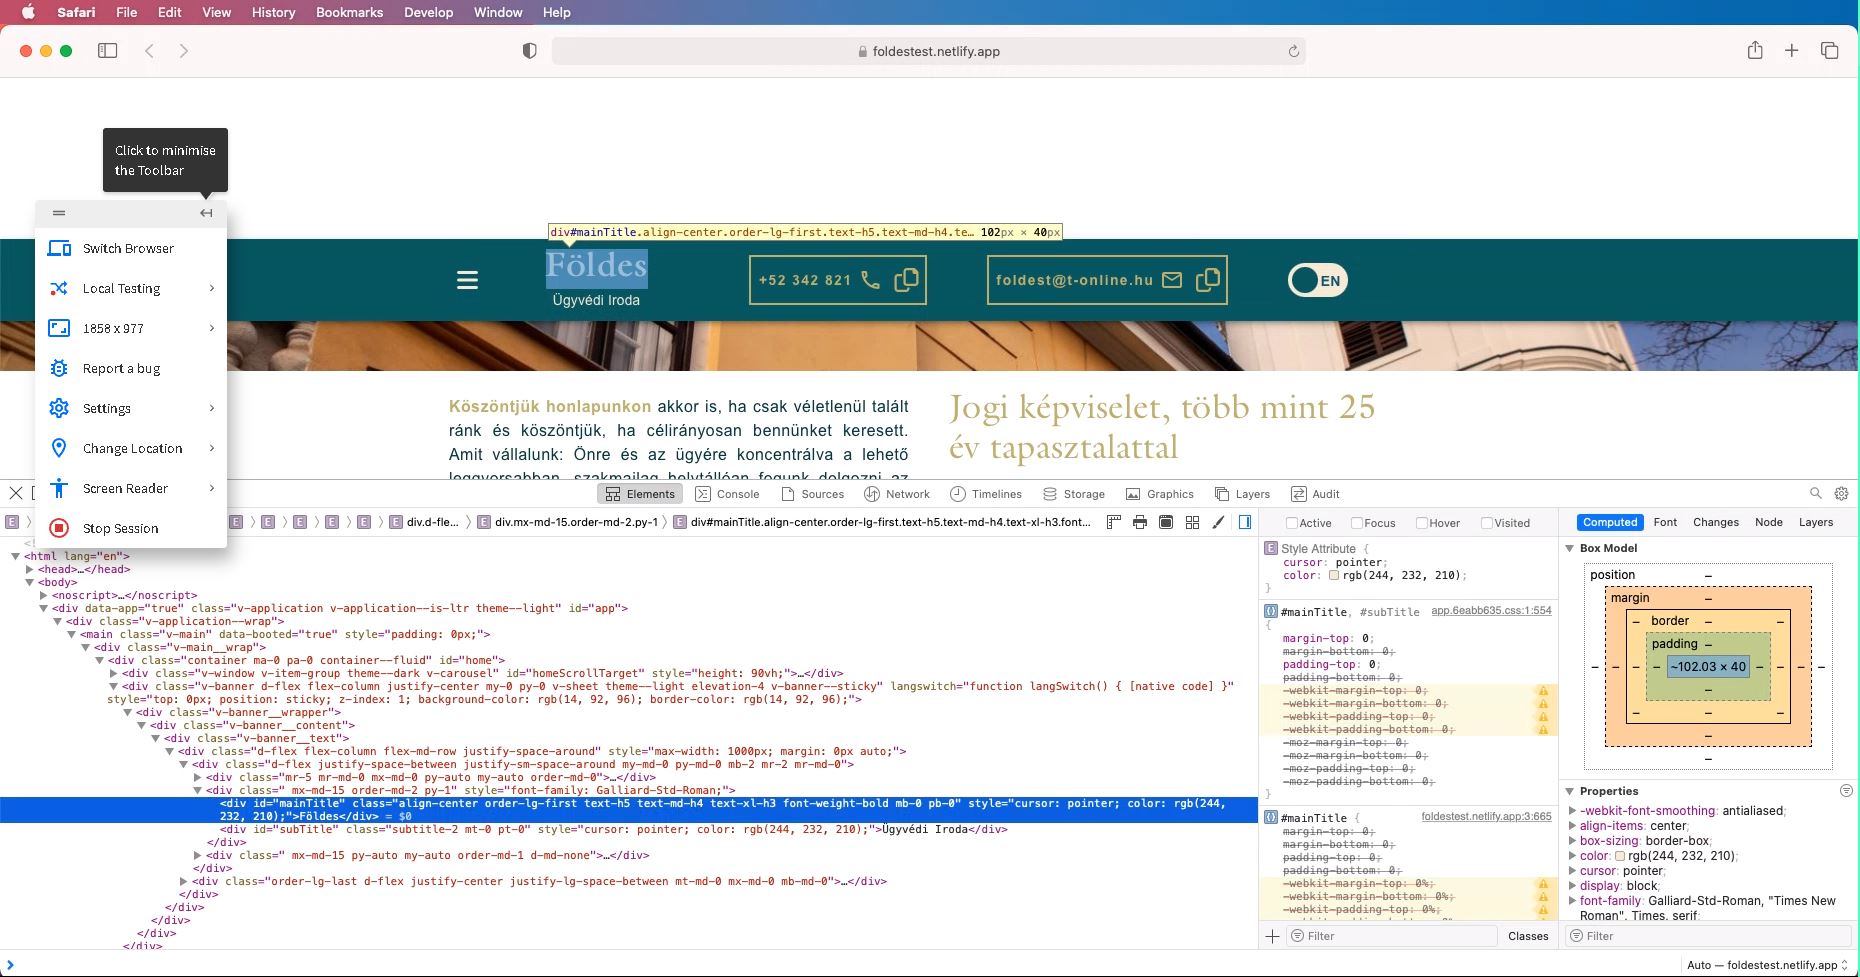 Safari File Edit View History Bookmarks Develop Window Help
foldestest.netlify.app
Click to minimise
the Toolbar
Switch Browser
Local Testing
1858 x 977
Report a bug
Settings
Change Location
Screen Reader
Stop Session
div#mainTitle.align-center.order-lg-first.text-h5.text-md-h4.te… 102px × 40px
Földes
Ügyvédi Iroda
+52 342 821
foldest@t-online.hu
EN
Köszöntjük honlapunkon akkor is, ha csak véletlenül talált
ránk és köszöntjük, ha célirányosan bennünket keresett.
Amit vállalunk: Önre és az ügyére koncentrálva a lehető
leggyorsabban, szakmailag helytállóan fogunk dolgozni az
Jogi képviselet, több mint 25
év tapasztalattal
Elements Console Sources Network Timelines Storage Graphics Layers Audit
E E E E E E E div.d-fle… E div.mx-md-15.order-md-2.py-1 E div#mainTitle.align-center.order-lg-first.text-h5.text-md-h4.text-xl-h3.font…
<html lang="en">
<head>…</head>
<body>
<noscript>…</noscript>
<div data-app="true" class="v-application v-application--is-ltr theme--light" id="app">
<div class="v-application--wrap">
<main class="v-main" data-booted="true" style="padding: 0px;">
<div class="v-main__wrap">
<div class="container ma-0 pa-0 container--fluid" id="home">
<div class="v-window v-item-group theme--dark v-carousel" id="homeScrollTarget" style="height: 90vh;">…</div>
<div class="v-banner d-flex flex-column justify-center my-0 py-0 v-sheet theme--light elevation-4 v-banner--sticky" langswitch="function langSwitch() { [native code] }"
style="top: 0px; position: sticky; z-index: 1; background-color: rgb(14, 92, 96); border-color: rgb(14, 92, 96);">
<div class="v-banner__wrapper">
<div class="v-banner__content">
<div class="v-banner__text">
<div class="d-flex flex-column flex-md-row justify-space-around" style="max-width: 1000px; margin: 0px auto;">
<div class="d-flex justify-space-between justify-sm-space-around my-md-0 py-md-0 mb-2 mr-2 mr-md-0">
<div class="mr-5 mr-md-0 mx-md-0 py-auto my-auto order-md-0">…</div>
<div class=" mx-md-15 order-md-2 py-1" style="font-family: Galliard-Std-Roman;">
<div id="mainTitle" class="align-center order-lg-first text-h5 text-md-h4 text-xl-h3 font-weight-bold mb-0 pb-0" style="cursor: pointer; color: rgb(244,
232, 210);">Földes</div> = $0
<div id="subTitle" class="subtitle-2 mt-0 pt-0" style="cursor: pointer; color: rgb(244, 232, 210);">Ügyvédi Iroda</div>
</div>
<div class=" mx-md-15 py-auto my-auto order-md-1 d-md-none">…</div>
</div>
<div class="order-lg-last d-flex justify-center justify-lg-space-between mt-md-0 mx-md-0 mb-md-0">…</div>
</div>
</div>
</div>
</div>
</div>
Active Focus Hover Visited
E Style Attribute {
cursor: pointer;
color: rgb(244, 232, 210);
}
#mainTitle, #subTitle app.6eabb635.css:1:554
{
margin-top: 0;
margin-bottom: 0;
padding-top: 0;
padding-bottom: 0;
-webkit-margin-top: 0;
-webkit-margin-bottom: 0;
-webkit-padding-top: 0;
-webkit-padding-bottom: 0;
-moz-margin-top: 0;
-moz-margin-bottom: 0;
-moz-padding-top: 0;
-moz-padding-bottom: 0;
}
#mainTitle { foldestest.netlify.app:3:665
margin-top: 0;
margin-bottom: 0;
padding-top: 0;
padding-bottom: 0;
-webkit-margin-top: 0%;
-webkit-margin-bottom: 0%;
-webkit-padding-top: 0%;
Filter Classes
Computed Font Changes Node Layers
Box Model
position –
margin –
border –
padding –
~102.03 × 40
Properties
-webkit-font-smoothing: antialiased;
align-items: center;
box-sizing: border-box;
color: rgb(244, 232, 210);
cursor: pointer;
display: block;
font-family: Galliard-Std-Roman, "Times New
Roman", Times, serif;
Filter
Auto — foldestest.netlify.app